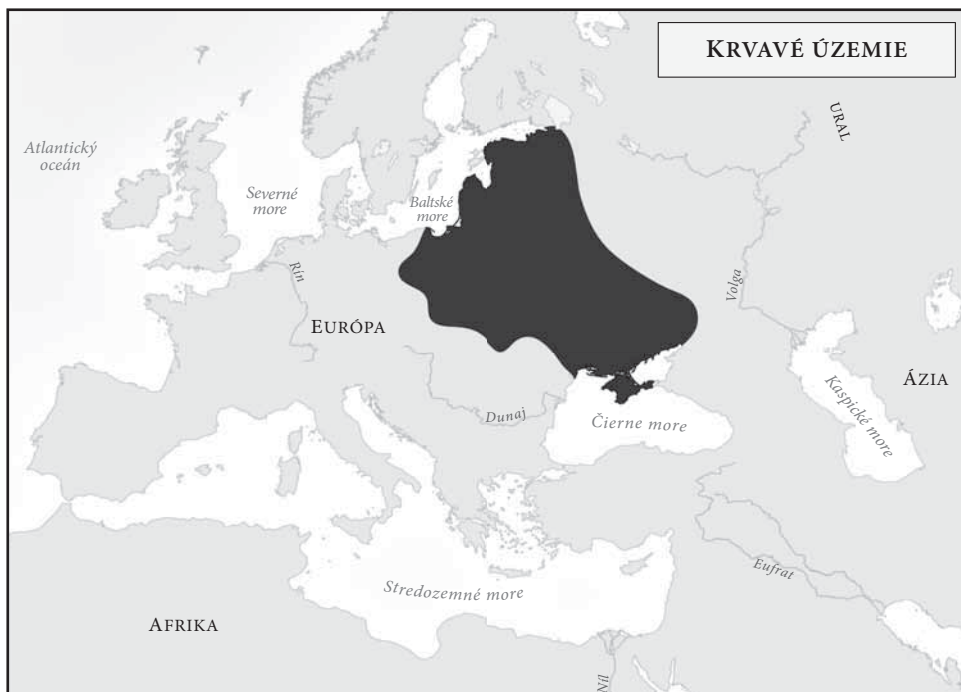 KRVAVÉ ÚZEMIE
URAL
Atlantický
oceán
Severné
more
Baltské
more
Rín
Volga
EURÓPA
ÁZIA
Kaspické more
Dunaj
Čierne more
Eufrat
Stredozemné more
AFRIKA
Níl